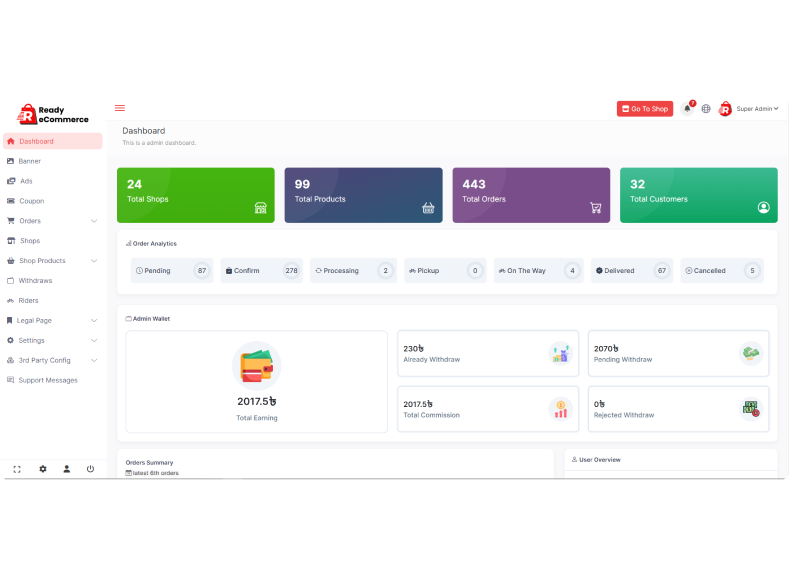 Ready
eCommerce
Go To Shop
7
Super Admin
Dashboard
Banner
Ads
Coupon
Orders
Shops
Shop Products
Withdraws
Riders
Legal Page
Settings
3rd Party Config
Support Messages
Dashboard
This is a admin dashboard.
24
Total Shops
99
Total Products
443
Total Orders
32
Total Customers
Order Analytics
Pending 87
Confirm 278
Processing 2
Pickup 0
On The Way 4
Delivered 67
Cancelled 5
Admin Wallet
2017.5৳
Total Earning
230৳
Already Withdraw
2070৳
Pending Withdraw
2017.5৳
Total Commission
0৳
Rejected Withdraw
Orders Summary
latest 6th orders
User Overview